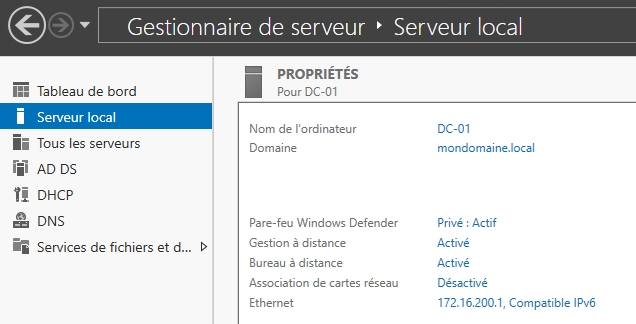 Gestionnaire de serveur ▸ Serveur local
Tableau de bord
Serveur local
Tous les serveurs
AD DS
DHCP
DNS
Services de fichiers et d...
PROPRIÉTÉS
Pour DC-01
Nom de l'ordinateur DC-01
Domaine mondomaine.local
Pare-feu Windows Defender Privé : Actif
Gestion à distance Activé
Bureau à distance Activé
Association de cartes réseau Désactivé
Ethernet 172.16.200.1, Compatible IPv6